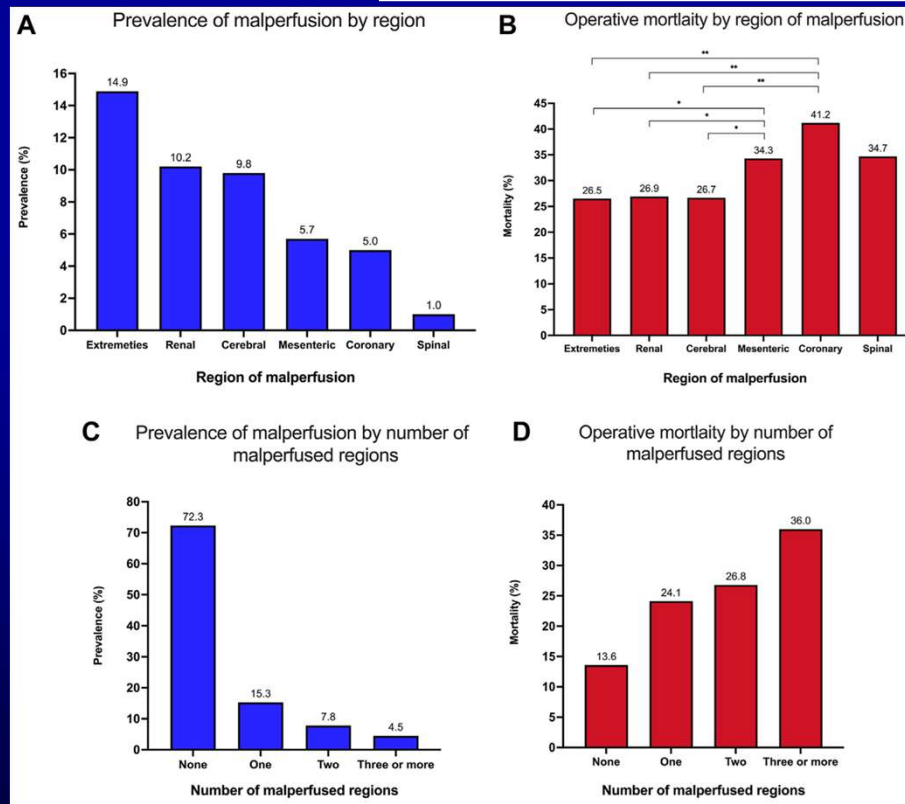 A
Prevalence of malperfusion by region
16
14
12
10
8
6
4
2
0
Prevalence (%)
14.9
10.2
9.8
5.7
5.0
1.0
Extremeties Renal Cerebral Mesenteric Coronary Spinal
Region of malperfusion
B
Operative mortlaity by region of malperfusion
**
**
**
*
*
*
45
40
35
30
25
20
15
10
5
0
Mortality (%)
26.5
26.9
26.7
34.3
41.2
34.7
Extremeties Renal Cerebral Mesenteric Coronary Spinal
Region of malperfusion
C
Prevalence of malperfusion by number of
malperfused regions
80
70
60
50
40
30
20
10
0
Prevalence (%)
72.3
15.3
7.8
4.5
None One Two Three or more
Number of malperfused regions
D
Operative mortlaity by number of
malperfused regions
40
35
30
25
20
15
10
5
0
Mortality (%)
13.6
24.1
26.8
36.0
None One Two Three or more
Number of malperfused regions